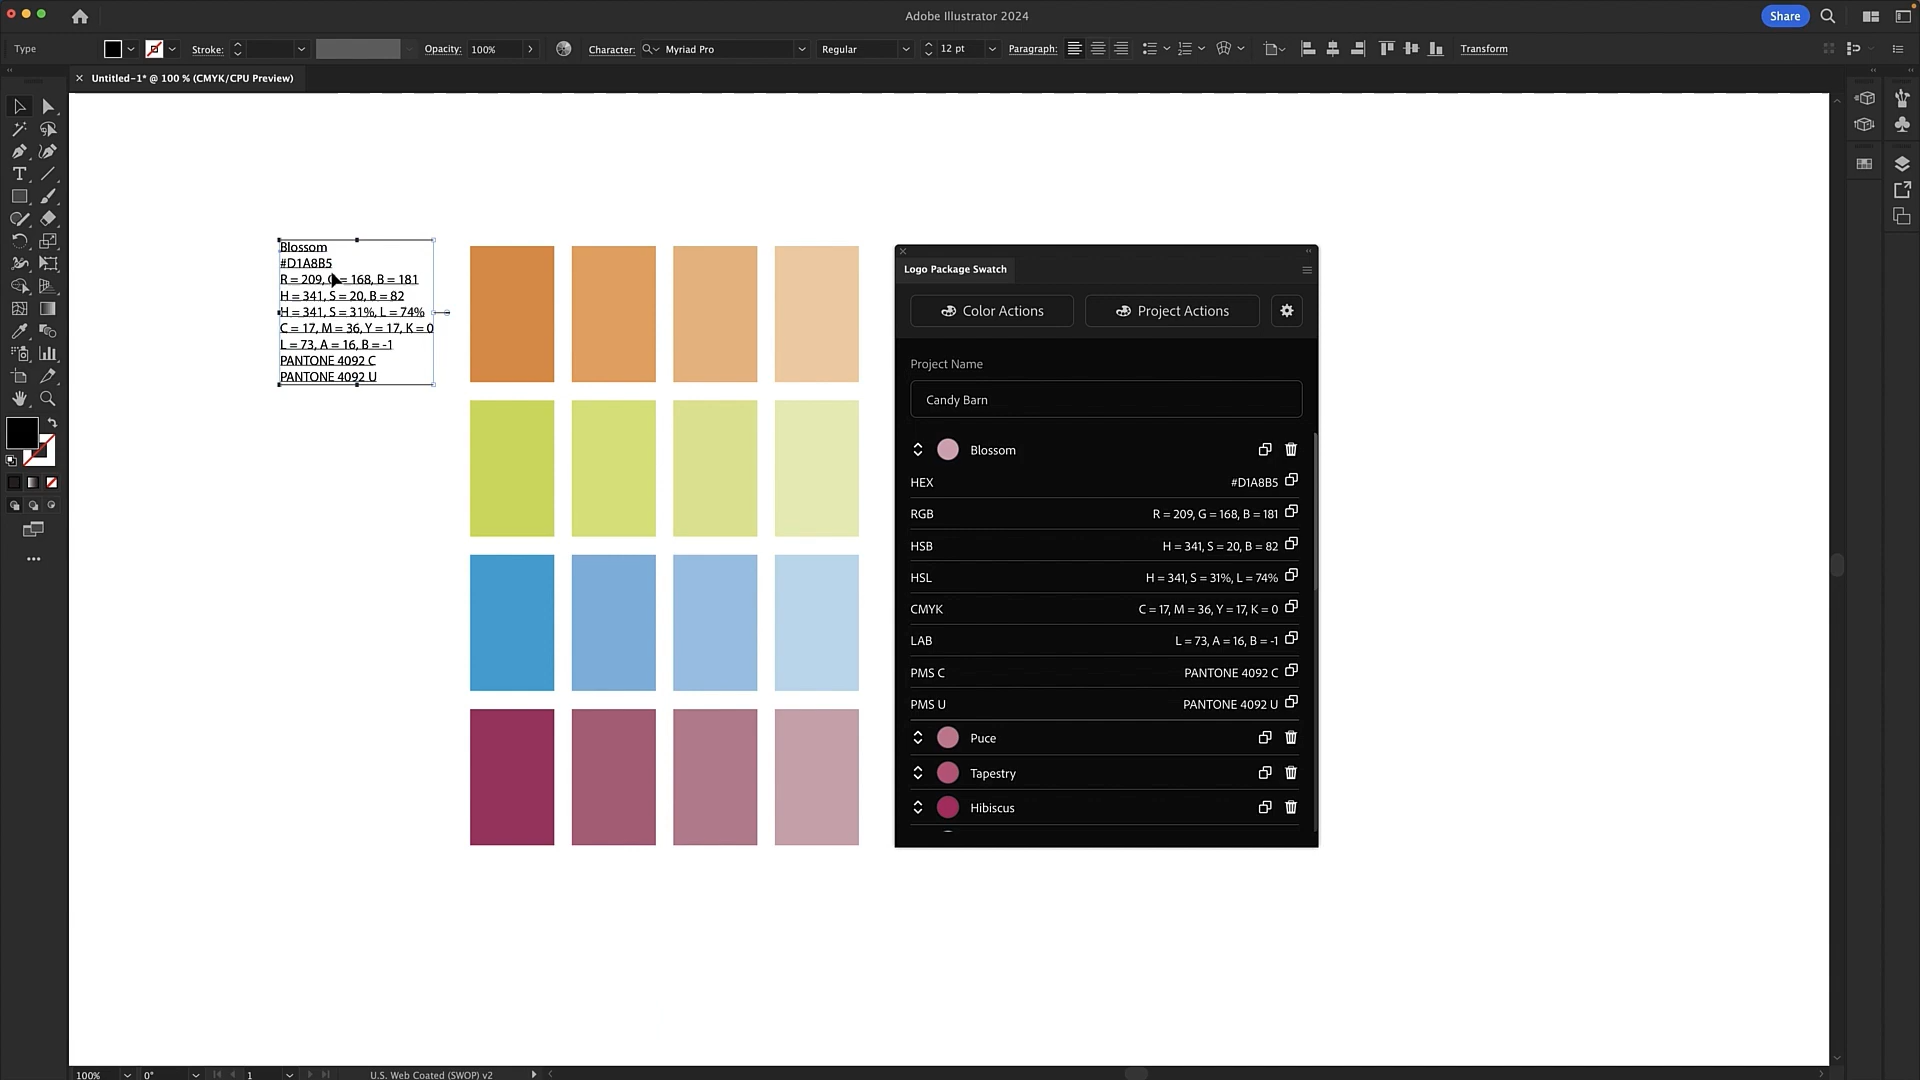 Adobe Illustrator 2024
Share
Type
Stroke:
Opacity: 100%
Character: Myriad Pro
Regular
12 pt
Paragraph:
Transform
Untitled-1* @ 100 % (CMYK/CPU Preview)
Blossom
#D1A8B5
R = 209, G = 168, B = 181
H = 341, S = 20, B = 82
H = 341, S = 31%, L = 74%
C = 17, M = 36, Y = 17, K = 0
L = 73, A = 16, B = -1
PANTONE 4092 C
PANTONE 4092 U
Logo Package Swatch
Color Actions
Project Actions
Project Name
Candy Barn
Blossom
HEX #D1A8B5
RGB R = 209, G = 168, B = 181
HSB H = 341, S = 20, B = 82
HSL H = 341, S = 31%, L = 74%
CMYK C = 17, M = 36, Y = 17, K = 0
LAB L = 73, A = 16, B = -1
PMS C PANTONE 4092 C
PMS U PANTONE 4092 U
Puce
Tapestry
Hibiscus
100% 0° 1 U.S. Web Coated (SWOP) v2